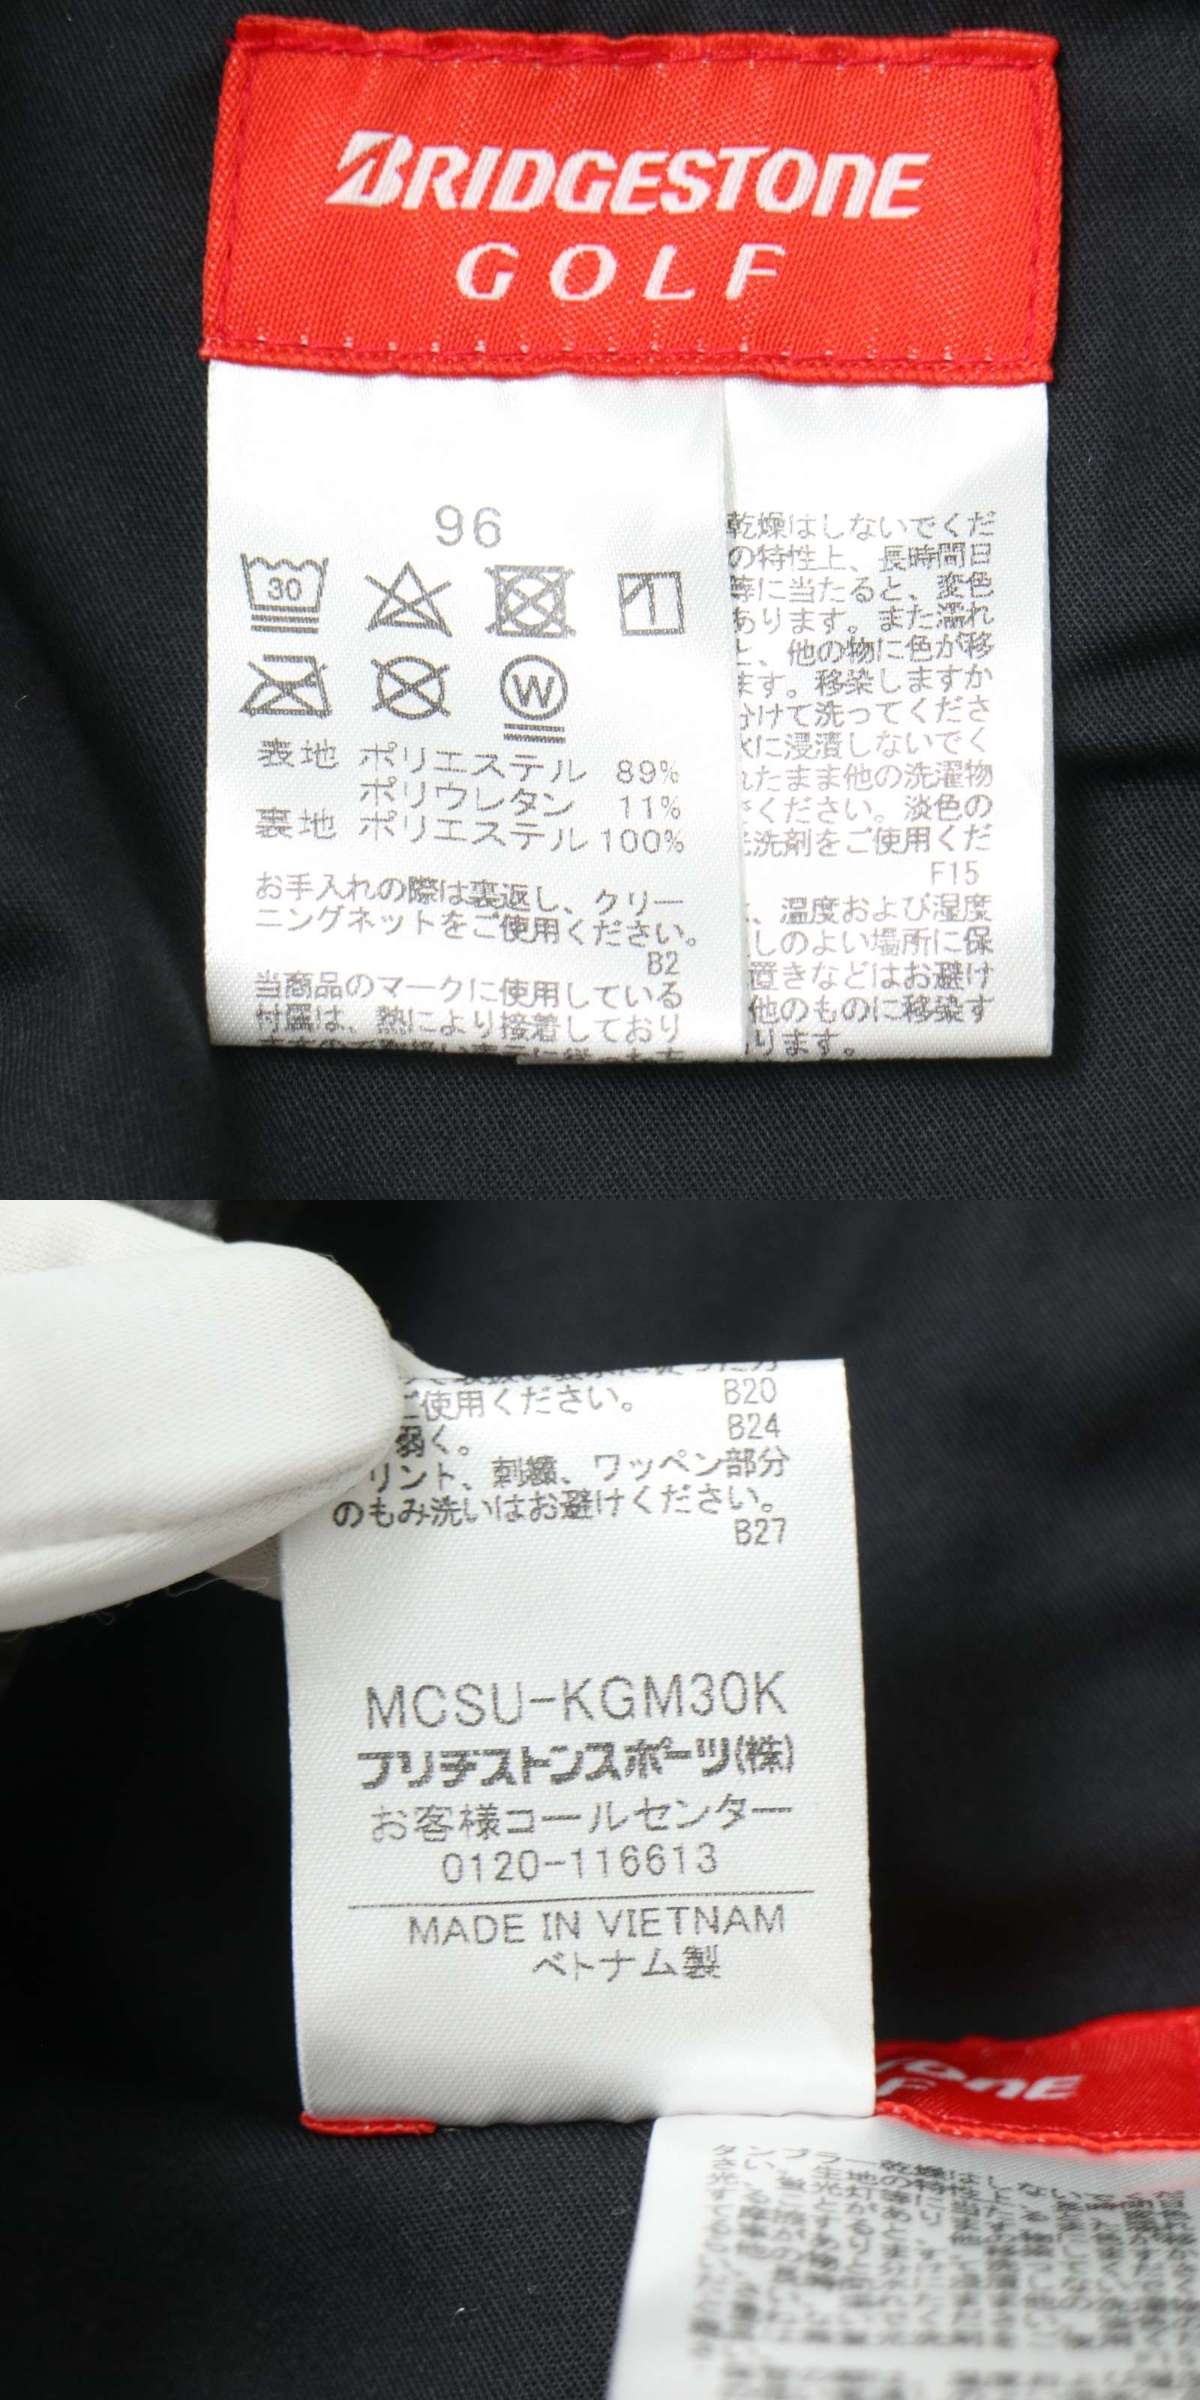 BRIDGESTONE
GOLF
96
30
W
表地 ポリエステル 89%
ポリウレタン 11%
裏地 ポリエステル 100%
お手入れの際は裏返し、クリー
ニングネットをご使用ください。
B2
当商品のマークに使用している
付属は、熱により接着しており
乾燥はしないでくだ
の特性上、長時間日
等に当たると、変色
あります。また濡れ
と、他の物に色が移
ます。移染しますか
分けて洗ってくださ
水に浸漬しないでく
れたまま他の洗濯物
ください。淡色の
洗剤をご使用くだ
F15
、温度および湿度
しのよい場所に保
置きなどはお避け
他のものに移染す
ります。
ご使用ください。 B20
弱く。 B24
リント、刺繍、ワッペン部分
のもみ洗いはお避けください。
B27
MCSU-KGM30K
ブリヂストンスポーツ(株)
お客様コールセンター
0120-116613
MADE IN VIETNAM
ベトナム製
TONE
F
タンブラー乾燥はしない